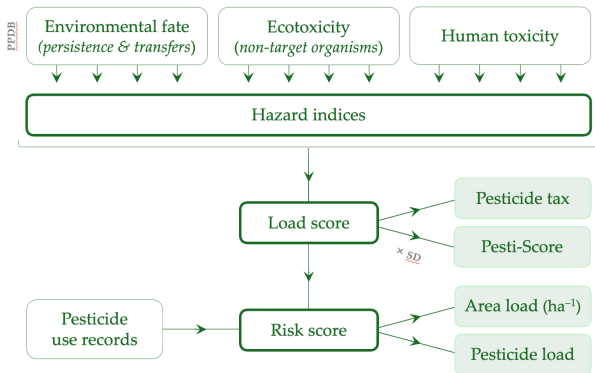 PPDB
Environmental fate
(persistence & transfers)
Ecotoxicity
(non-target organisms)
Human toxicity
Hazard indices
Load score
Pesticide tax
Pesti-Score
× SD
Pesticide
use records
Risk score
Area load (ha⁻¹)
Pesticide load